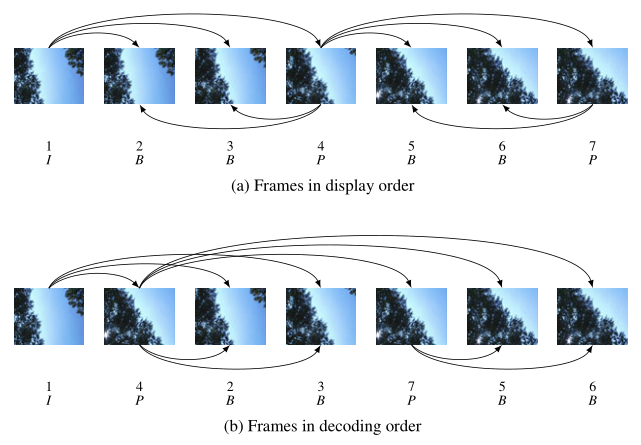 1 2 3 4 5 6 7
I B B P B B P
(a) Frames in display order
1 4 2 3 7 5 6
I P B B P B B
(b) Frames in decoding order